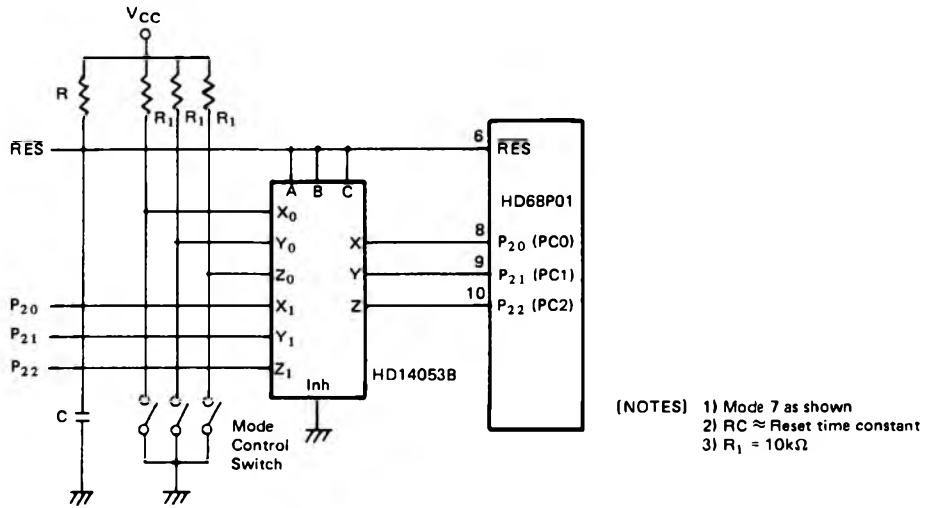 VCC
R
R1 R1 R1
RES 6 RES
A B C
HD68P01
X0
Y0 X 8 P20 (PC0)
Z0 Y 9 P21 (PC1)
P20 X1 Z 10 P22 (PC2)
P21 Y1
P22 Z1 HD14053B
Inh
C
Mode
Control
Switch
[NOTES] 1) Mode 7 as shown
2) RC ≈ Reset time constant
3) R1 = 10kΩ